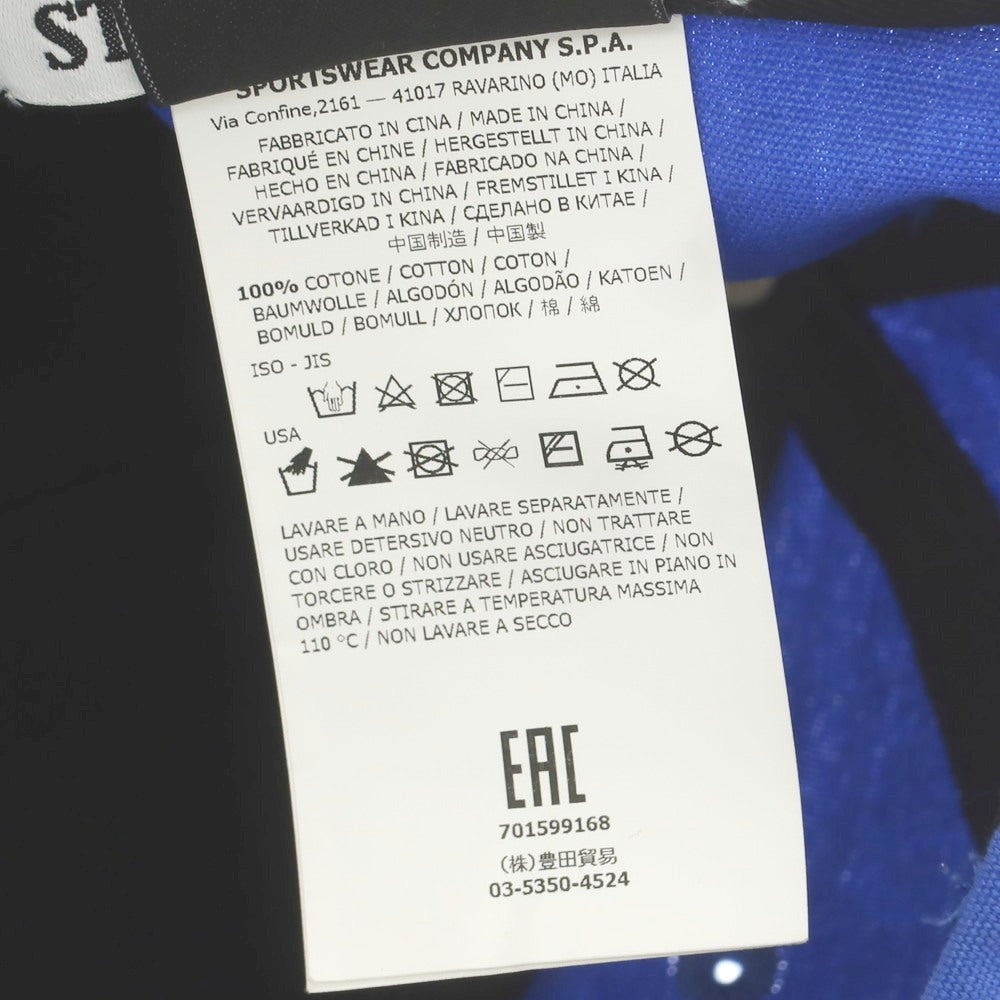 ST
SPORTSWEAR COMPANY S.P.A.
Via Confine,2161 — 41017 RAVARINO (MO) ITALIA
FABBRICATO IN CINA / MADE IN CHINA /
FABRIQUÉ EN CHINE / HERGESTELLT IN CHINA /
HECHO EN CHINA / FABRICADO NA CHINA /
VERVAARDIGD IN CHINA / FREMSTILLET I KINA /
TILLVERKAD I KINA / СДЕЛАНО В КИТАЕ /
中国制造 / 中国製
100% COTONE / COTTON / COTON /
BAUMWOLLE / ALGODÓN / ALGODÃO / KATOEN /
BOMULD / BOMULL / ХЛОПОК / 棉 / 綿
ISO - JIS
USA
LAVARE A MANO / LAVARE SEPARATAMENTE /
USARE DETERSIVO NEUTRO / NON TRATTARE
CON CLORO / NON USARE ASCIUGATRICE / NON
TORCERE O STRIZZARE / ASCIUGARE IN PIANO IN
OMBRA / STIRARE A TEMPERATURA MASSIMA
110 °C / NON LAVARE A SECCO
EAC
701599168
(株)豊田貿易
03-5350-4524